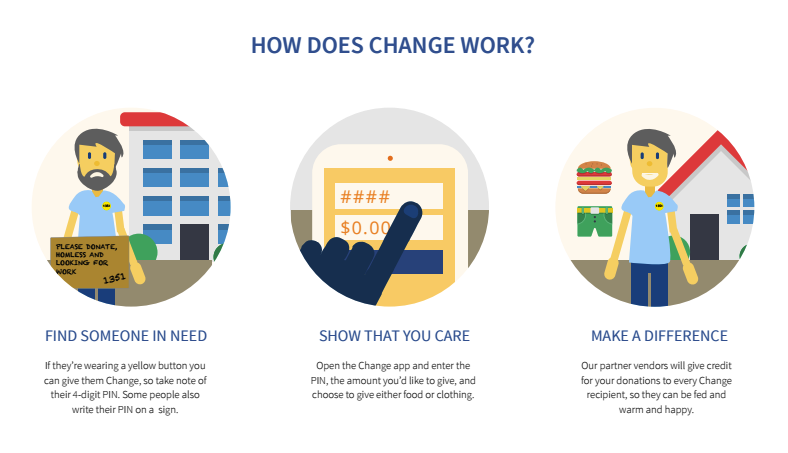 HOW DOES CHANGE WORK?
PLEASE DONATE,
HOMLESS AND
LOOKING FOR
WORK
1351
FIND SOMEONE IN NEED
If they're wearing a yellow button you
can give them Change, so take note of
their 4-digit PIN. Some people also
write their PIN on a sign.
####
$0.00
SHOW THAT YOU CARE
Open the Change app and enter the
PIN, the amount you'd like to give, and
choose to give either food or clothing.
MAKE A DIFFERENCE
Our partner vendors will give credit
for your donations to every Change
recipient, so they can be fed and
warm and happy.